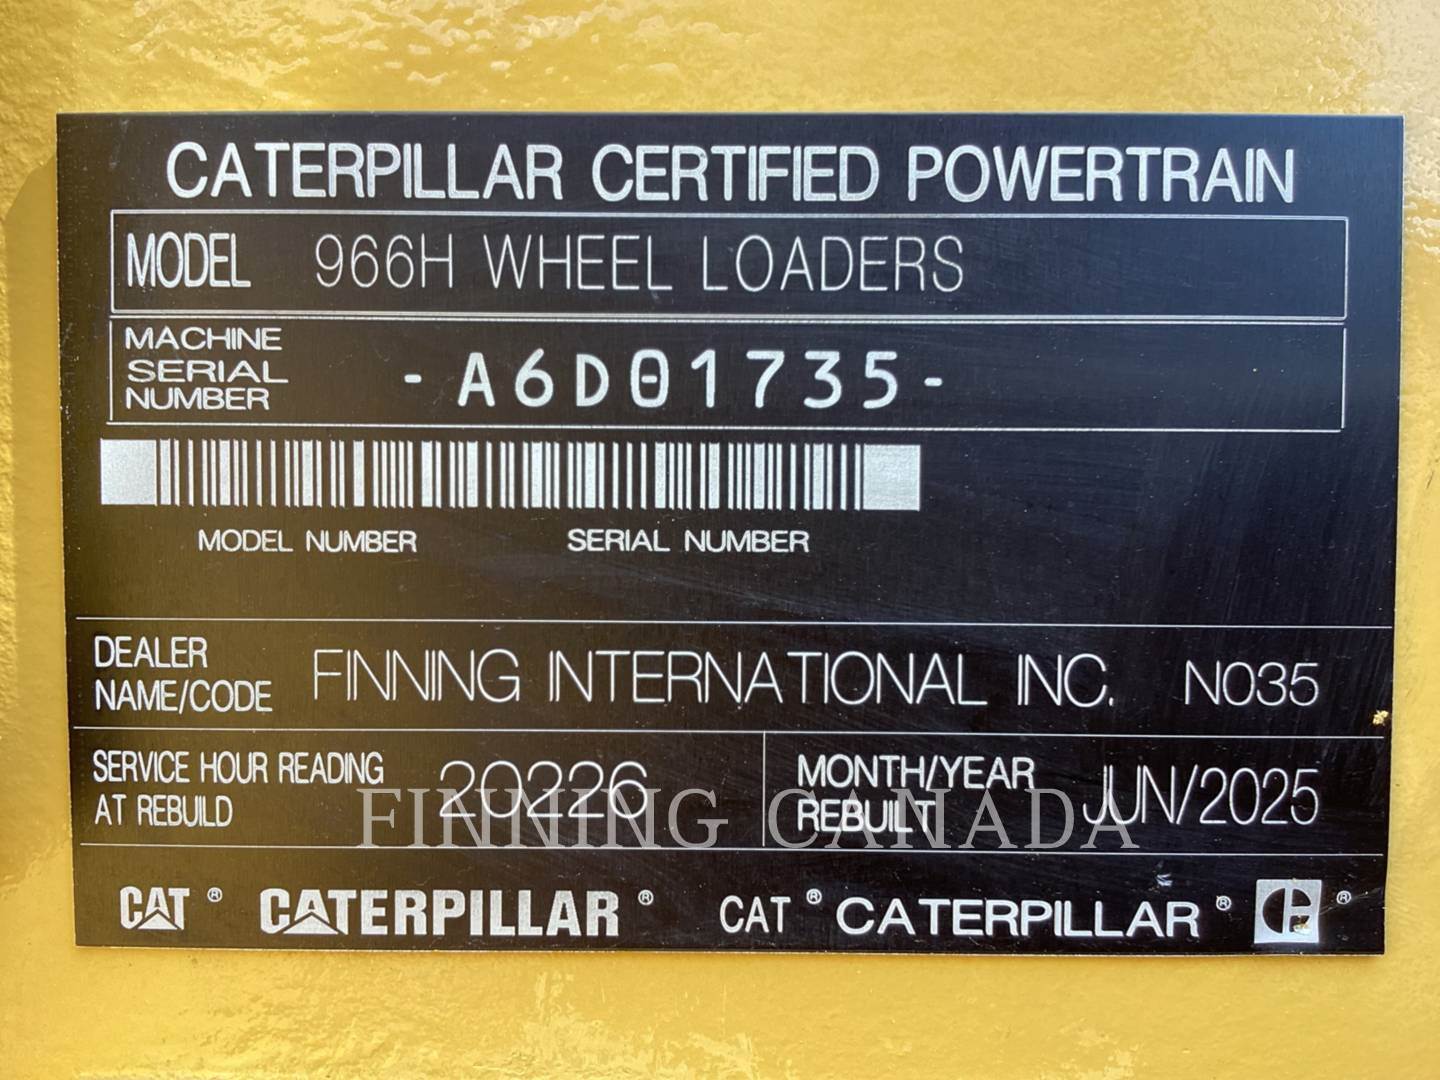 CATERPILLAR CERTIFIED POWERTRAIN
MODEL 966H WHEEL LOADERS
MACHINE
SERIAL
NUMBER
-A6D01735-
MODEL NUMBER SERIAL NUMBER
DEALER
NAME/CODE
FINNING INTERNATIONAL INC. N035
SERVICE HOUR READING
AT REBUILD
20226
MONTH/YEAR
REBUILT
JUN/2025
FINNING CANADA
CAT ® CATERPILLAR ® CAT ® CATERPILLAR ® C ®